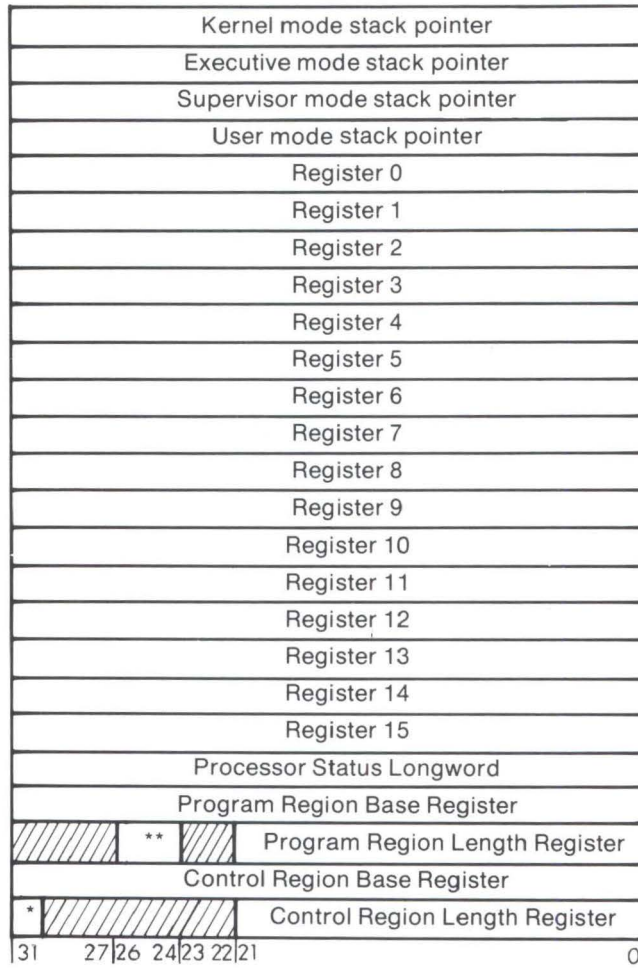 Kernel mode stack pointer
Executive mode stack pointer
Supervisor mode stack pointer
User mode stack pointer
Register 0
Register 1
Register 2
Register 3
Register 4
Register 5
Register 6
Register 7
Register 8
Register 9
Register 10
Register 11
Register 12
Register 13
Register 14
Register 15
Processor Status Longword
Program Region Base Register
** Program Region Length Register
Control Region Base Register
* Control Region Length Register
31 27 26 24 23 22 21 0